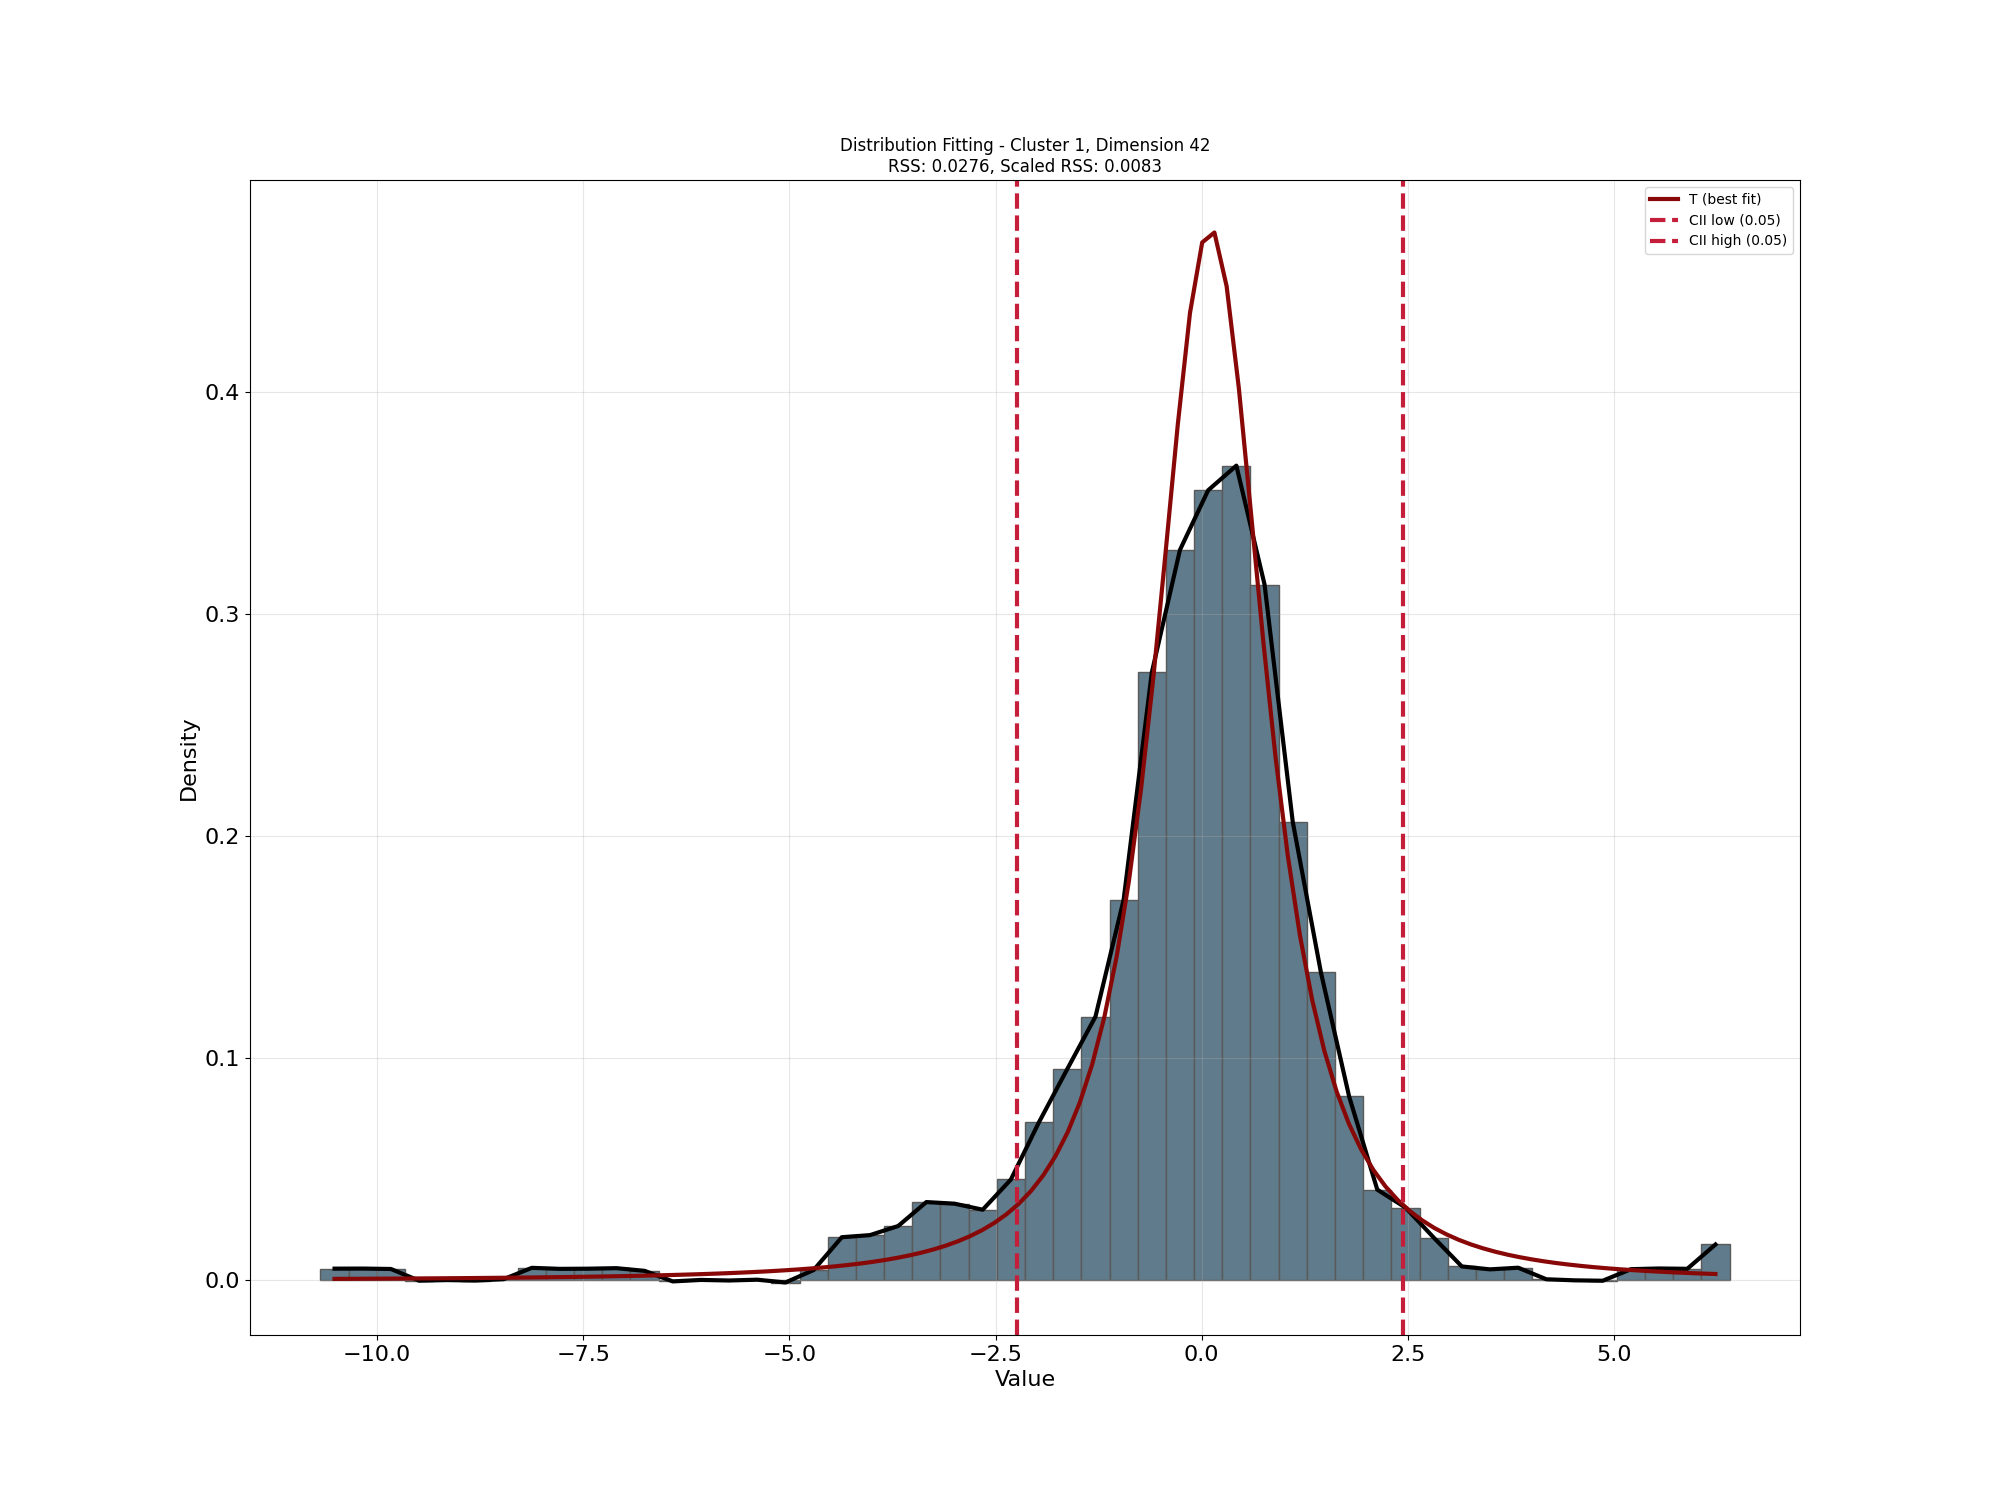 Distribution Fitting - Cluster 1, Dimension 42
RSS: 0.0276, Scaled RSS: 0.0083
T (best fit)
CII low (0.05)
CII high (0.05)
Density
0.4
0.3
0.2
0.1
0.0
−10.0 −7.5 −5.0 −2.5 0.0 2.5 5.0
Value